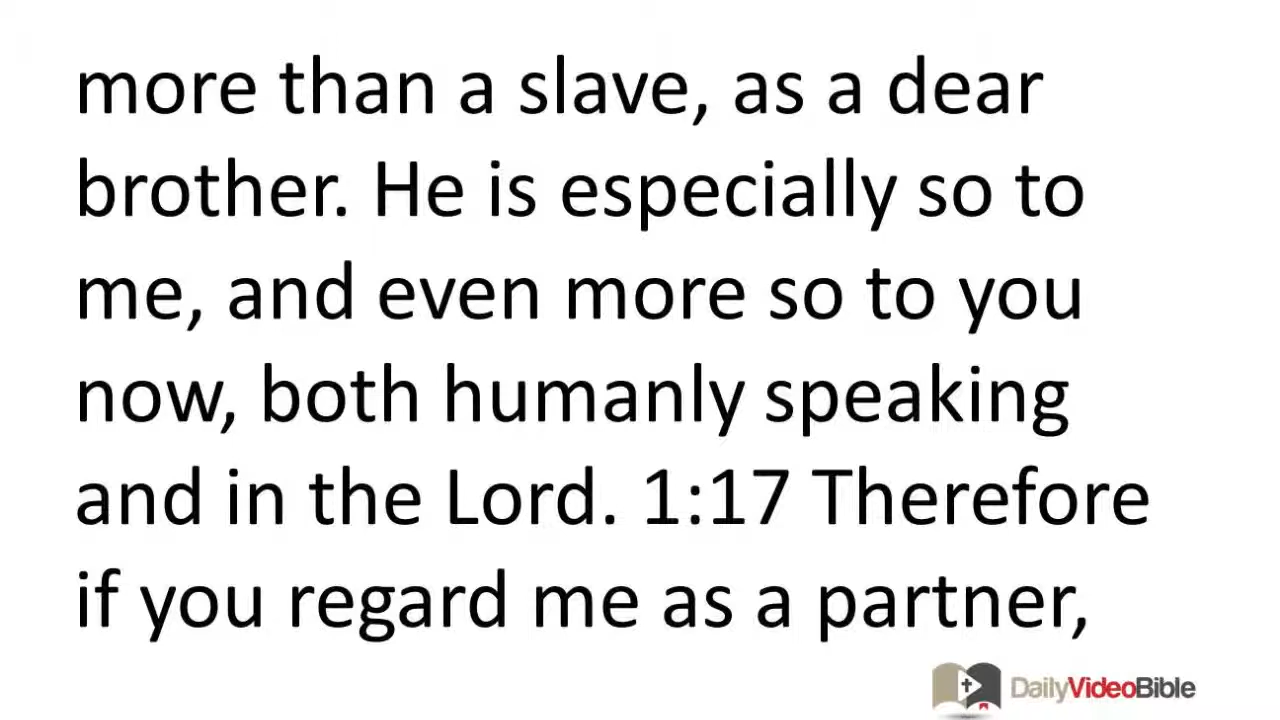 more than a slave, as a dear
brother. He is especially so to
me, and even more so to you
now, both humanly speaking
and in the Lord. 1:17 Therefore
if you regard me as a partner,
DailyVideoBible